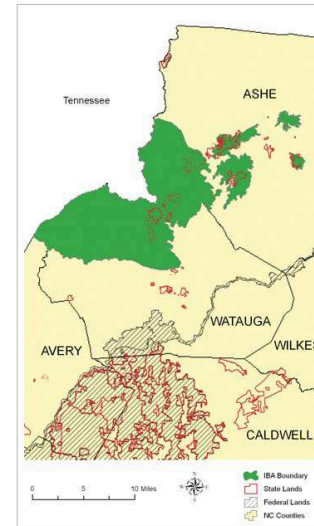 Tennessee
ASHE
WATAUGA
WILKES
AVERY
CALDWELL
0 5 10 Miles
IBA Boundary
State Lands
Federal Lands
NC Counties